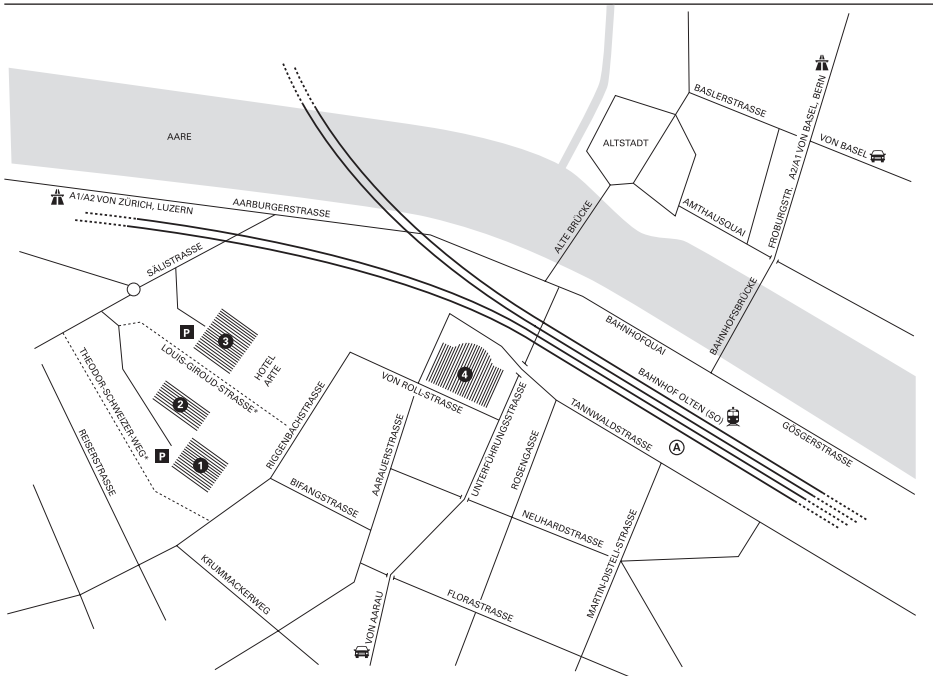 BASLERSTRASSE
VON BASEL
FROBURGSTR. A2/A1 VON BASEL, BERN
AARE
ALTSTADT
A1/A2 VON ZÜRICH, LUZERN
AARBURGERSTRASSE
AMTHAUSQUAI
ALTE BRÜCKE
SÄLISTRASSE
BAHNHOFSBRÜCKE
BAHNHOFQUAI
P
3
HOTEL
ARTE
LOUIS-GIROUD-STRASSE*
THEODOR-SCHWEIZER-WEG*
REISERSTRASSE
2
P
1
RIGGENBACHSTRASSE
4
VON ROLL-STRASSE
BAHNHOF OLTEN (SO)
GÖSGERSTRASSE
TANNWALDSTRASSE
A
AARAUERSTRASSE
UNTERFÜHRUNGSSTRASSE
ROSENGASSE
BIFANGSTRASSE
NEUHARDSTRASSE
MARTIN-DISTELI-STRASSE
KRUMMACKERWEG
FLORASTRASSE
VON AARAU